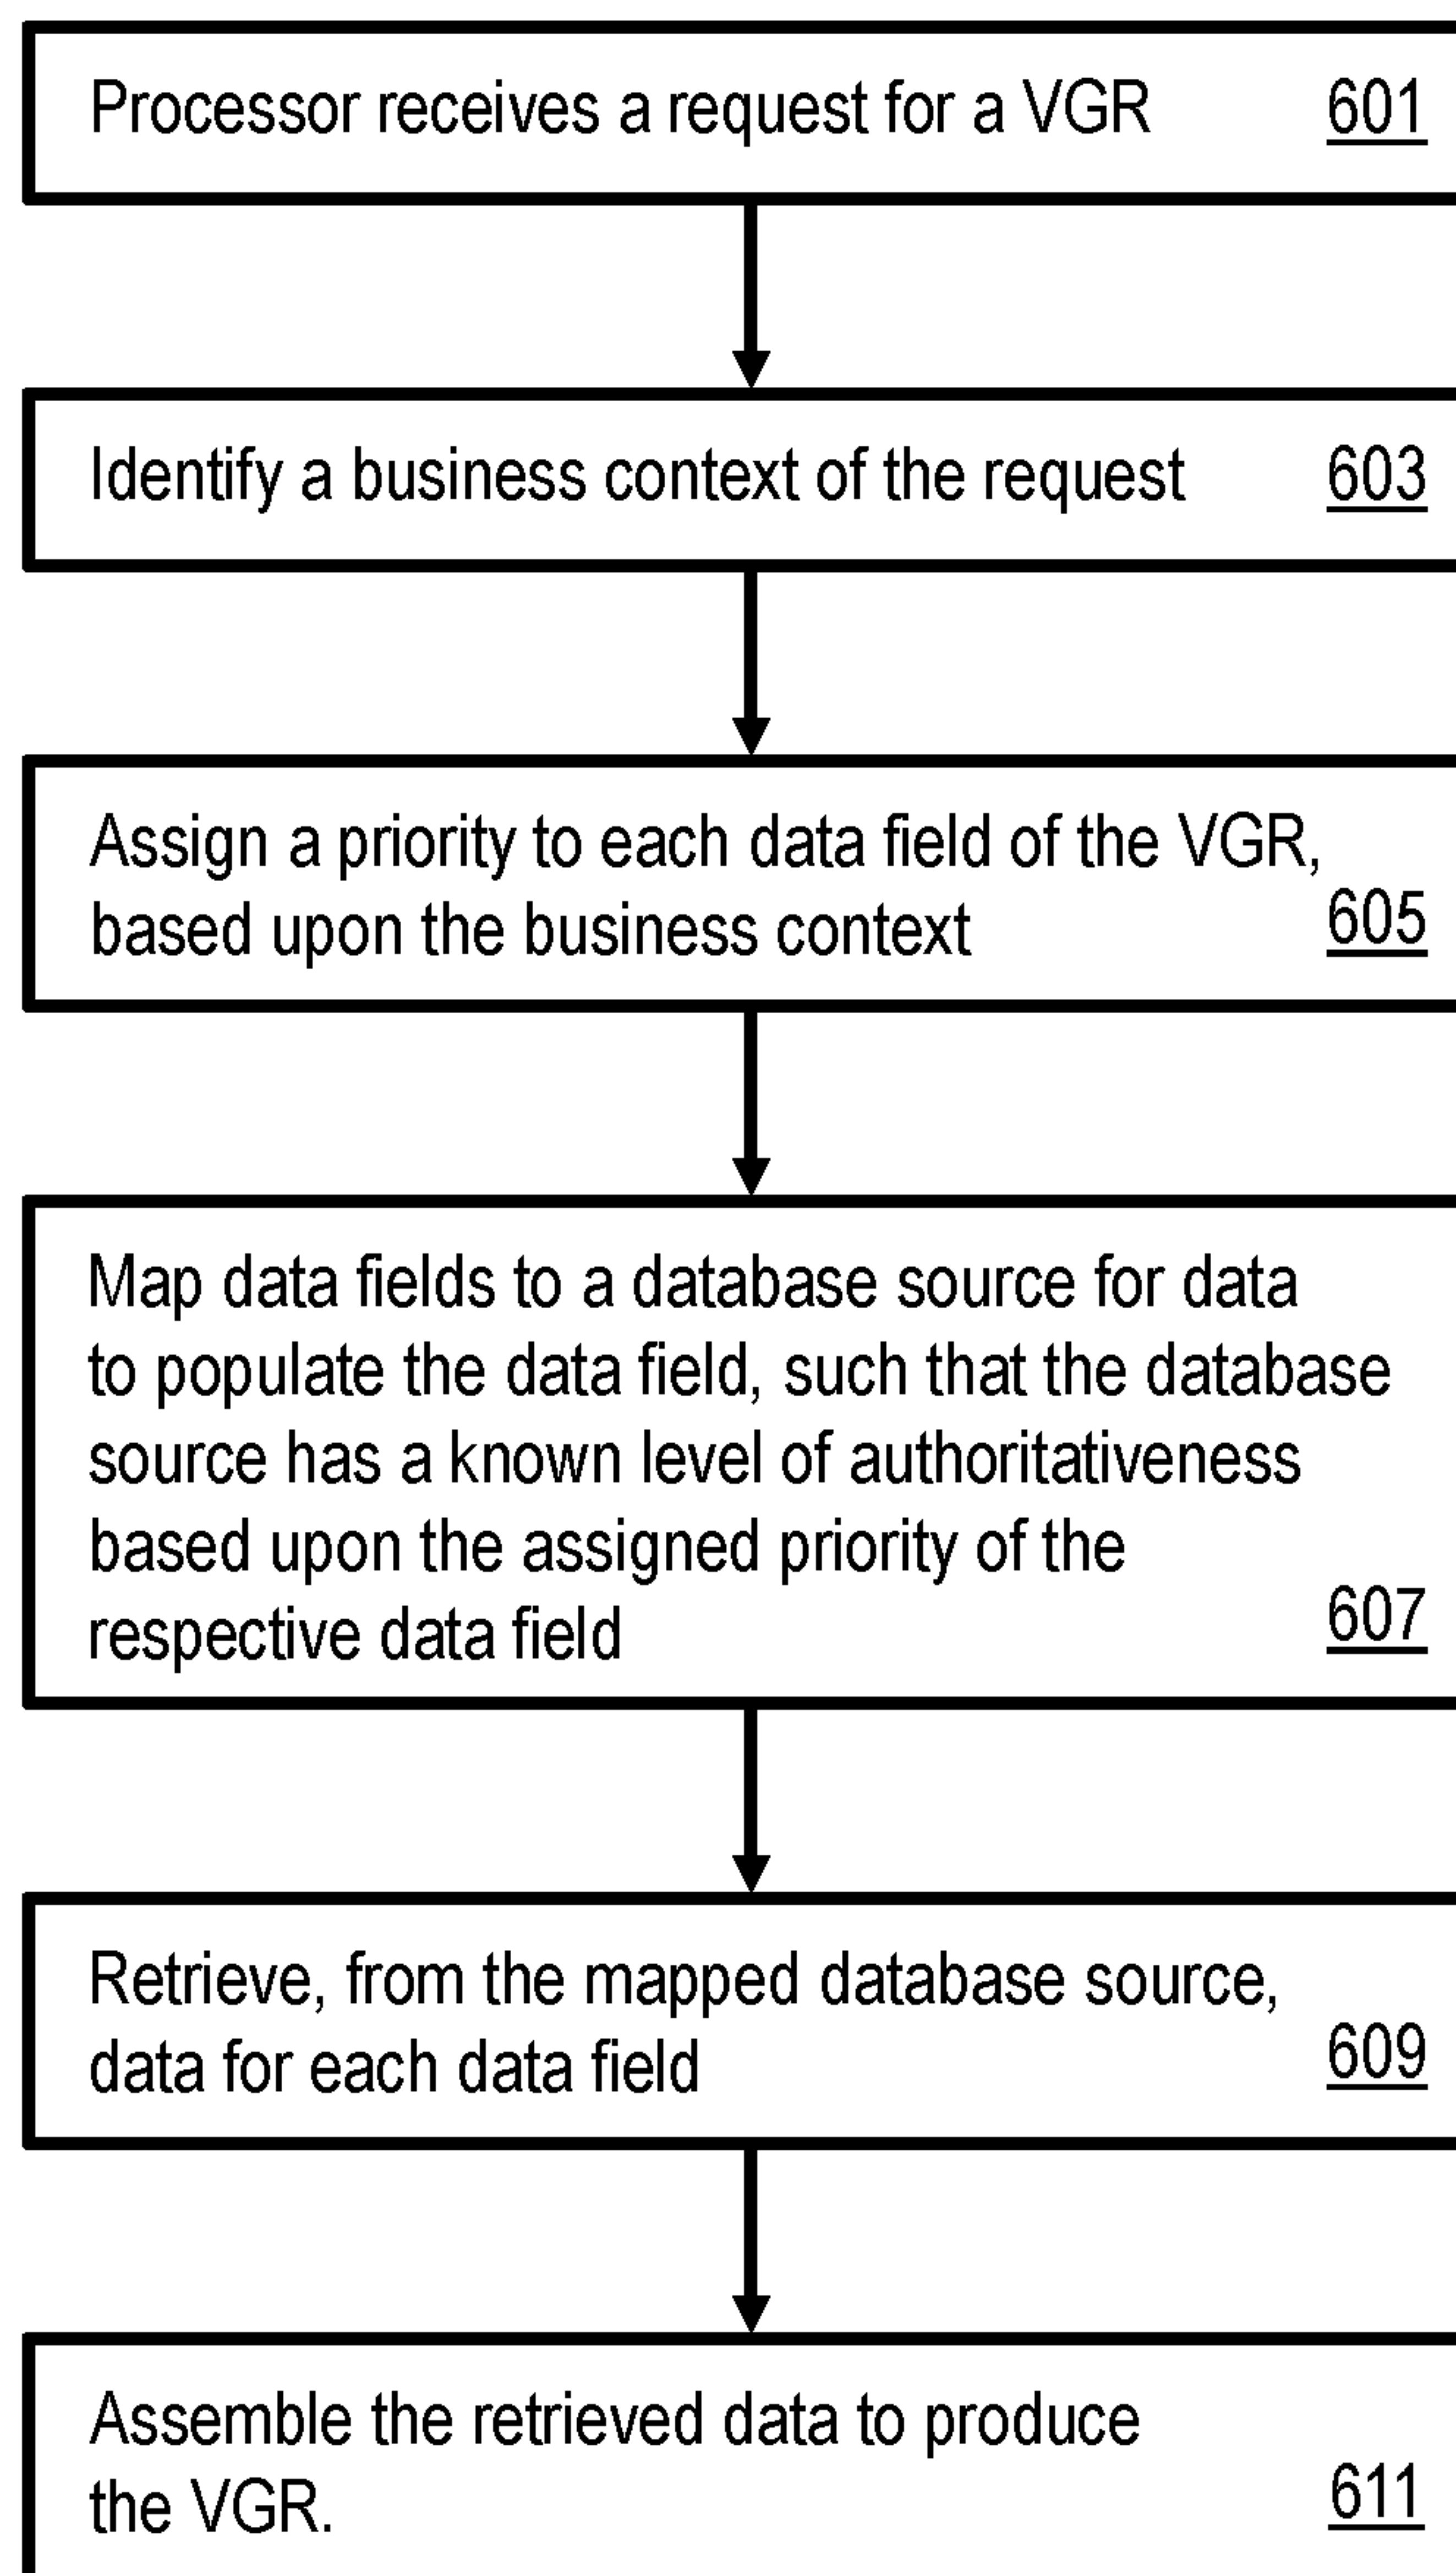 Processor receives a request for a VGR 601
Identify a business context of the request 603
Assign a priority to each data field of the VGR,
based upon the business context 605
Map data fields to a database source for data
to populate the data field, such that the database
source has a known level of authoritativeness
based upon the assigned priority of the
respective data field 607
Retrieve, from the mapped database source,
data for each data field 609
Assemble the retrieved data to produce
the VGR. 611